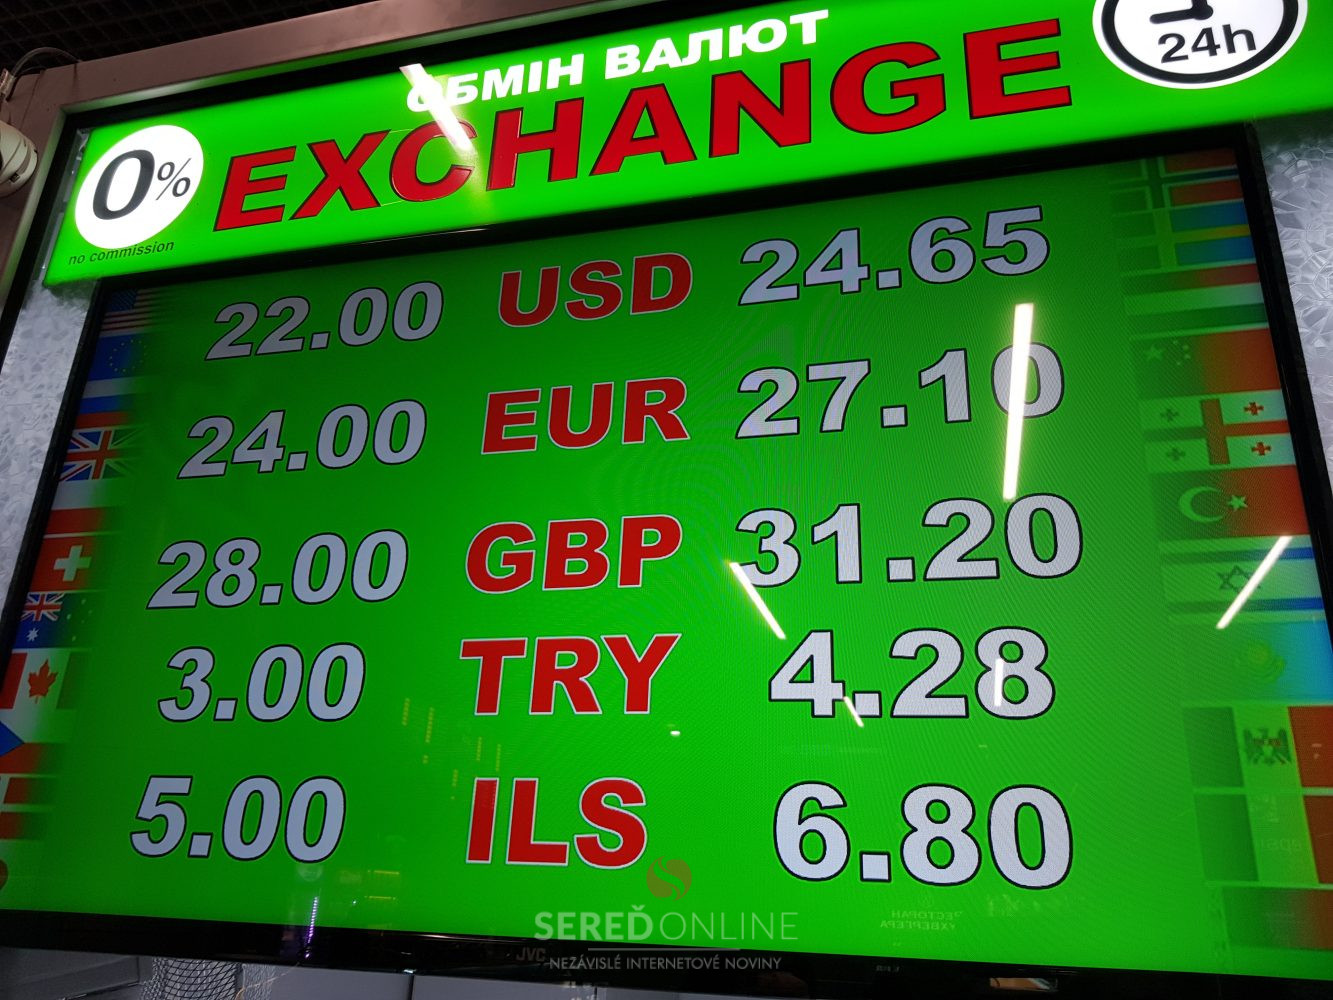 ОБМІН ВАЛЮТ
24h
0%
EXCHANGE
no commission
22.00 USD 24.65
24.00 EUR 27.10
28.00 GBP 31.20
3.00 TRY 4.28
5.00 ILS 6.80
SEREĎONLINE
JVC
NEZÁVISLÉ INTERNETOVÉ NOVINY